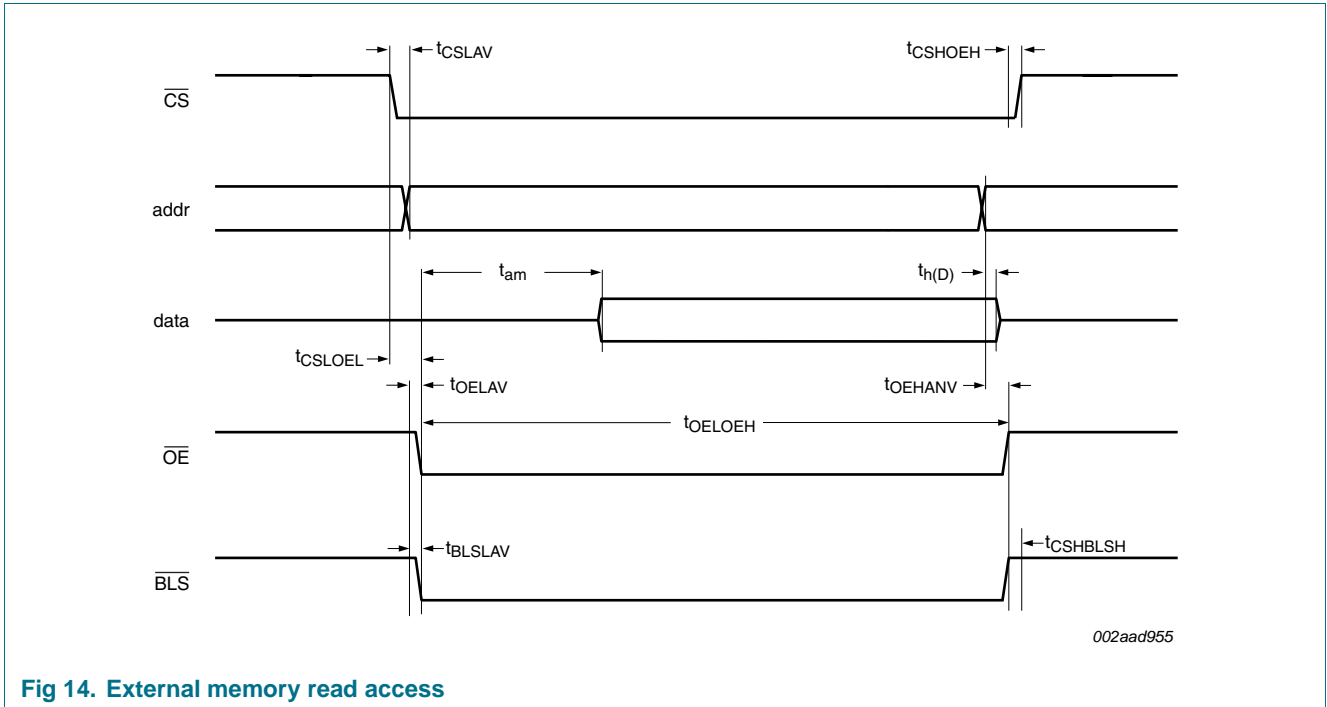 tCSLAV
tCSHOEH
CS
addr
tam
th(D)
data
tCSLOEL
tOELAV
tOEHANV
tOELOEH
OE
tBLSLAV
tCSHBLSH
BLS
002aad955
Fig 14. External memory read access